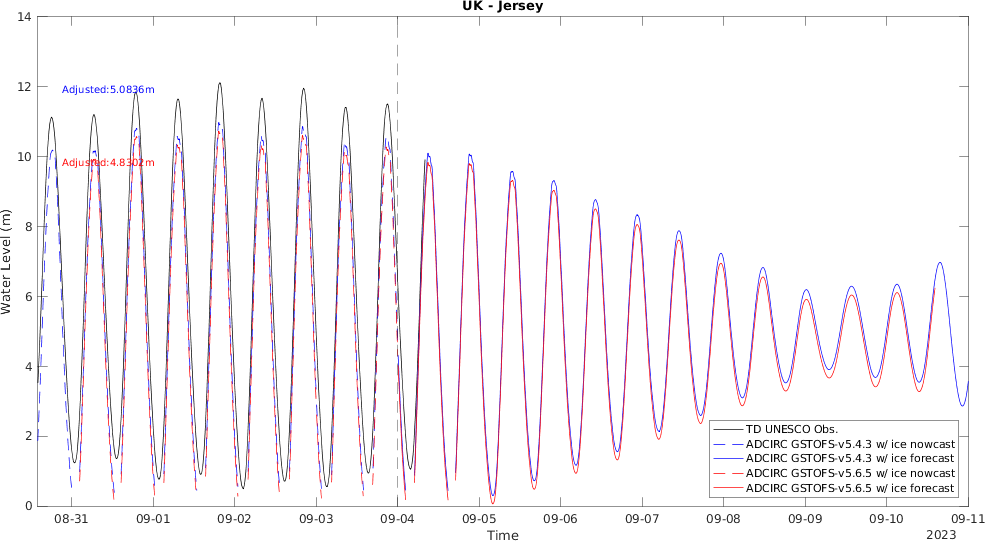 UK - Jersey
14
12
10
8
6
4
2
0
Water Level (m)
Adjusted:5.0836m
Adjusted:4.8302m
TD UNESCO Obs.
ADCIRC GSTOFS-v5.4.3 w/ ice nowcast
ADCIRC GSTOFS-v5.4.3 w/ ice forecast
ADCIRC GSTOFS-v5.6.5 w/ ice nowcast
ADCIRC GSTOFS-v5.6.5 w/ ice forecast
08-31 09-01 09-02 09-03 09-04 09-05 09-06 09-07 09-08 09-09 09-10 09-11
Time
2023